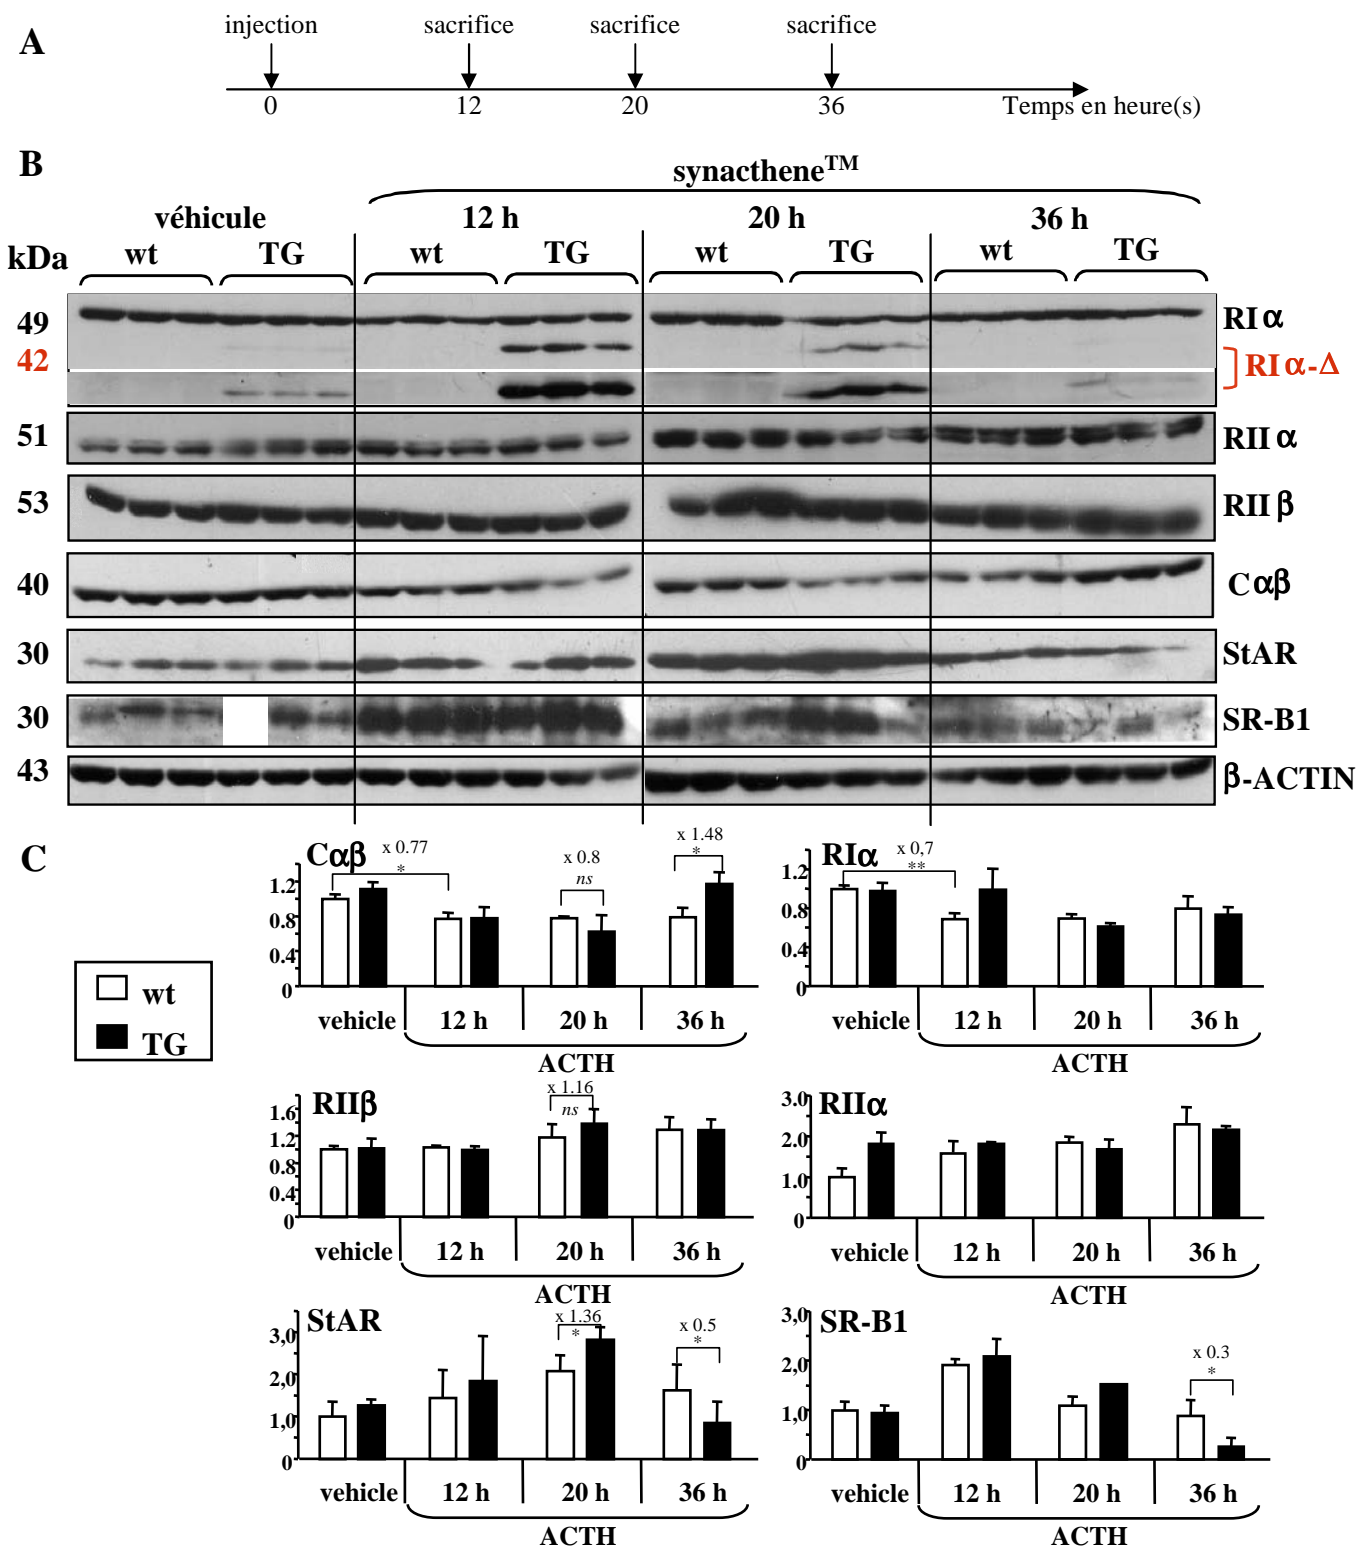 A
injection sacrifice sacrifice sacrifice
0 12 20 36 Temps en heure(s)
B
synacthene™
véhicule 12 h 20 h 36 h
kDa wt TG wt TG wt TG wt TG
49 RIα
42 RIα-Δ
51 RIIα
53 RIIβ
40 Cαβ
30 StAR
30 SR-B1
43 β-ACTIN
C
Cαβ x 0.77 * x 0.8 ns x 1.48 *
1.2
0.8
0.4
0
vehicle 12 h 20 h 36 h
ACTH
RIα x 0,7 **
1.2
0.8
0.4
0
vehicle 12 h 20 h 36 h
ACTH
wt
TG
RIIβ x 1.16 ns
1.6
1.2
0.8
0.4
0
vehicle 12 h 20 h 36 h
ACTH
RIIα
3.0
2.0
1.0
0
vehicle 12 h 20 h 36 h
ACTH
StAR x 1.36 * x 0.5 *
3,0
2,0
1,0
0
vehicle 12 h 20 h 36 h
ACTH
SR-B1 x 0.3 *
3,0
2,0
1,0
0
vehicle 12 h 20 h 36 h
ACTH